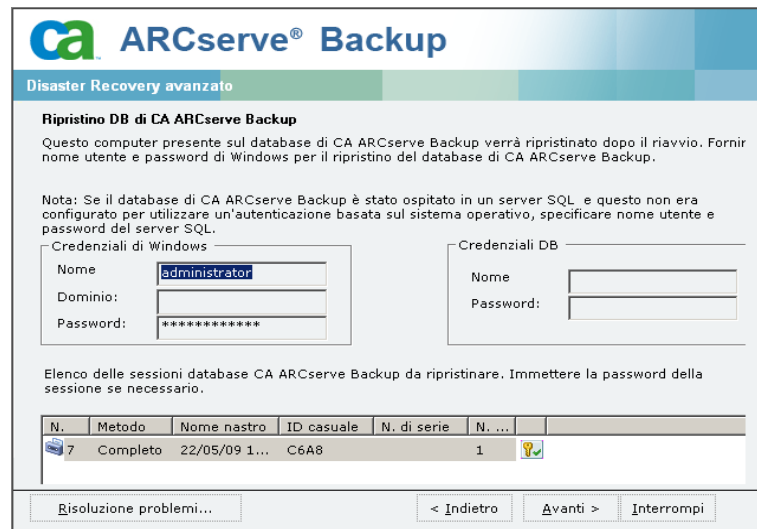 ca ARCserve® Backup
Disaster Recovery avanzato
Ripristino DB di CA ARCserve Backup
Questo computer presente sul database di CA ARCserve Backup verrà ripristinato dopo il riavvio. Fornir
nome utente e password di Windows per il ripristino del database di CA ARCserve Backup.
Nota: Se il database di CA ARCserve Backup è stato ospitato in un server SQL e questo non era
configurato per utilizzare un'autenticazione basata sul sistema operativo, specificare nome utente e
password del server SQL.
Credenziali di Windows
Nome administrator
Dominio:
Password: ************
Credenziali DB
Nome
Password:
Elenco delle sessioni database CA ARCserve Backup da ripristinare. Immettere la password della
sessione se necessario.
N. Metodo Nome nastro ID casuale N. di serie N. ...
7 Completo 22/05/09 1... C6A8 1
Risoluzione problemi... < Indietro Avanti > Interrompi